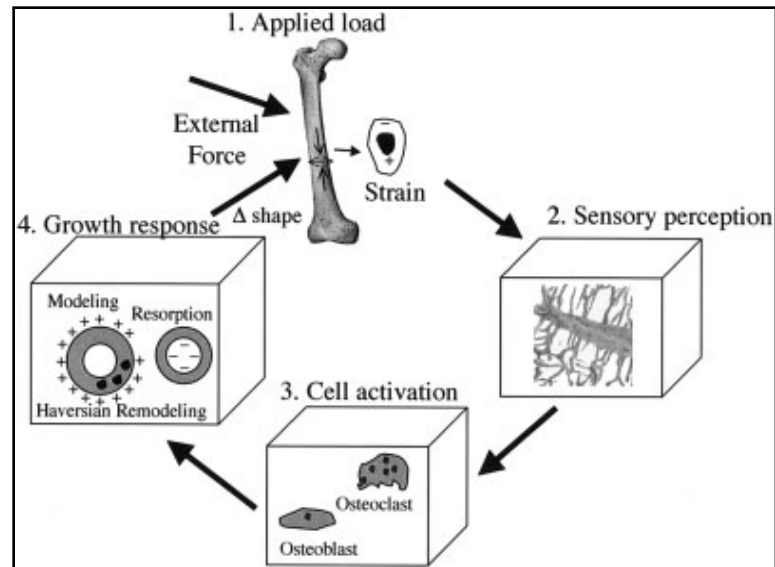 1. Applied load
External
Force
−
+
Strain
Δ shape
2. Sensory perception
3. Cell activation
Osteoclast
Osteoblast
4. Growth response
Modeling
+ + + + + + + + + + + + + + + +
Resorption
− − − −
Haversian Remodeling